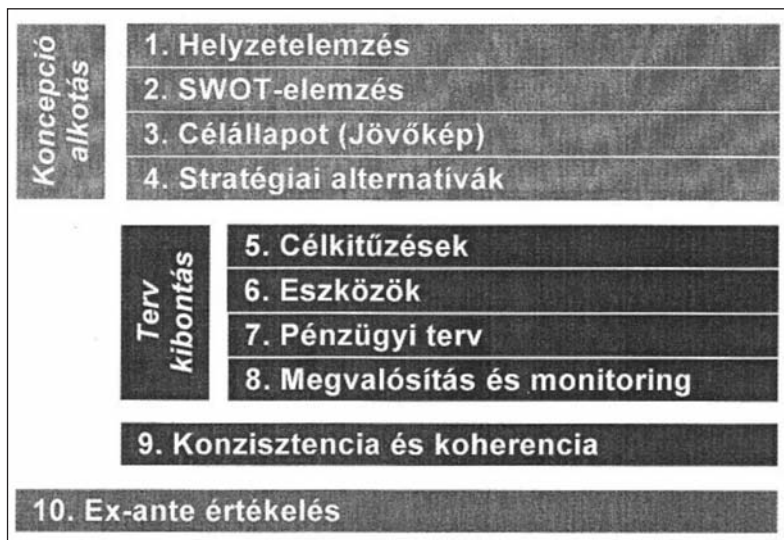 Koncepció
alkotás
1. Helyzetelemzés
2. SWOT-elemzés
3. Célállapot (Jövőkép)
4. Stratégiai alternatívák
Terv
kibontás
5. Célkitűzések
6. Eszközök
7. Pénzügyi terv
8. Megvalósítás és monitoring
9. Konzisztencia és koherencia
10. Ex-ante értékelés